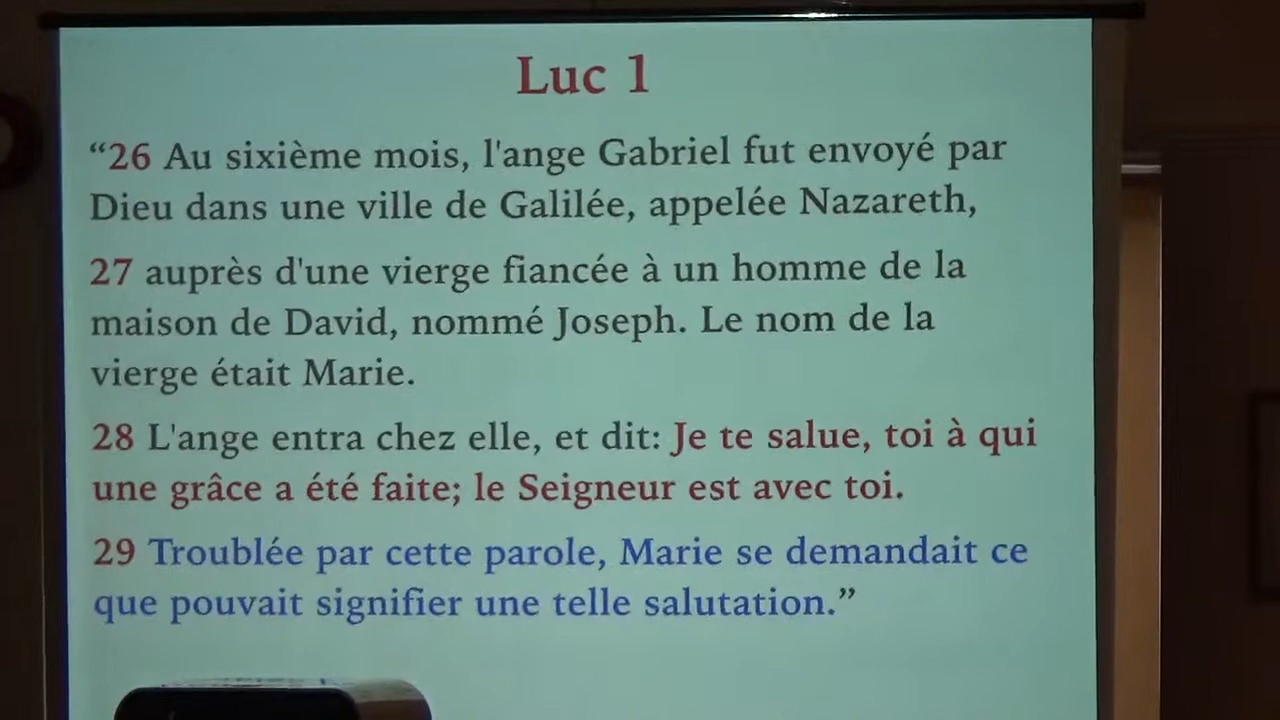 Luc 1
“26 Au sixième mois, l'ange Gabriel fut envoyé par
Dieu dans une ville de Galilée, appelée Nazareth,
27 auprès d'une vierge fiancée à un homme de la
maison de David, nommé Joseph. Le nom de la
vierge était Marie.
28 L'ange entra chez elle, et dit: Je te salue, toi à qui
une grâce a été faite; le Seigneur est avec toi.
29 Troublée par cette parole, Marie se demandait ce
que pouvait signifier une telle salutation.”